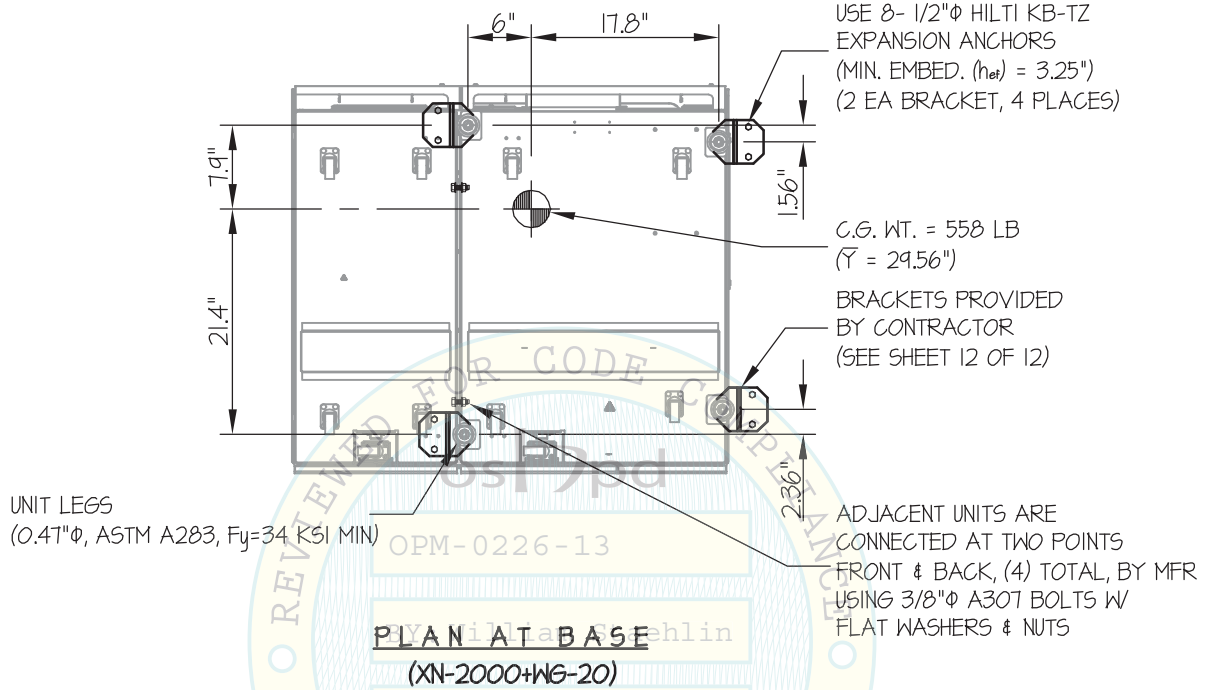 6"
17.8"
USE 8- 1/2"Φ HILTI KB-TZ
EXPANSION ANCHORS
(MIN. EMBED. (hef) = 3.25")
(2 EA BRACKET, 4 PLACES)
7.9"
1.56"
C.G. WT. = 558 LB
(Y̅ = 29.56")
21.4"
BRACKETS PROVIDED
BY CONTRACTOR
(SEE SHEET 12 OF 12)
2.36"
UNIT LEGS
(0.47"Φ, ASTM A283, Fy=34 KSI MIN)
ADJACENT UNITS ARE
CONNECTED AT TWO POINTS
FRONT & BACK, (4) TOTAL, BY MFR
USING 3/8"Φ A307 BOLTS W/
FLAT WASHERS & NUTS
REVIEWED FOR CODE COMPLIANCE
OPM-0226-13
PLAN AT BASE
(XN-2000+WG-20)